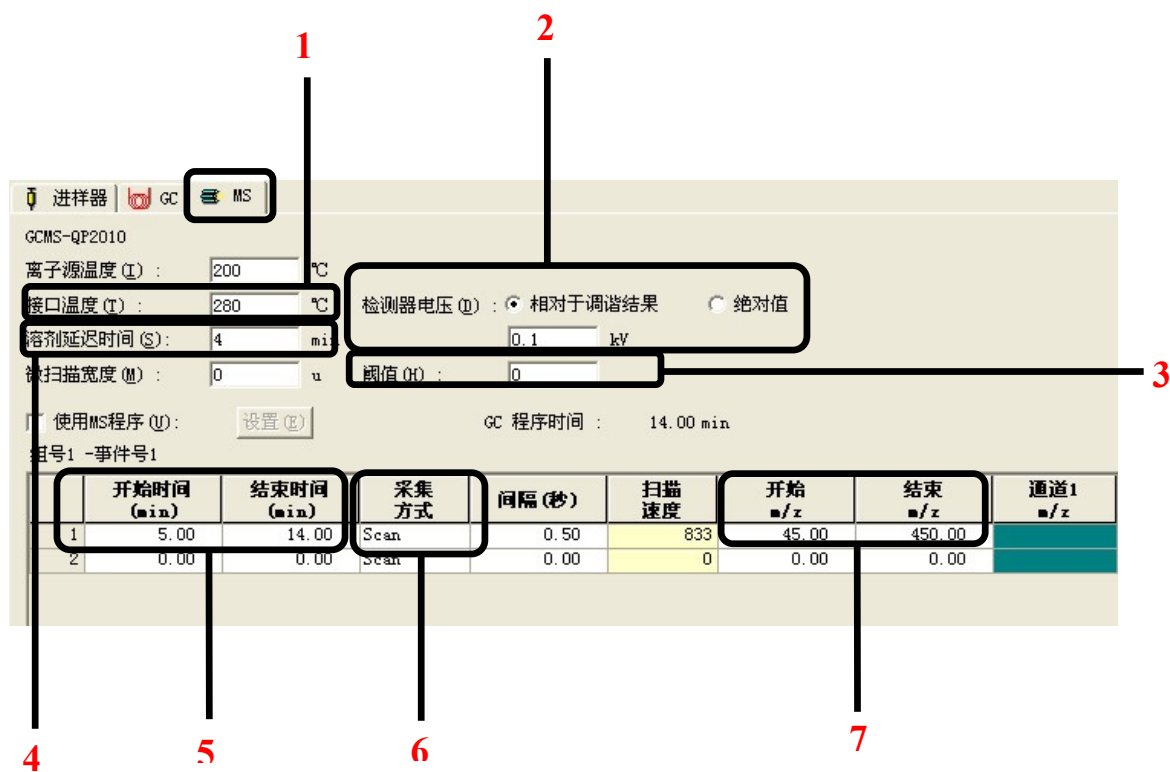 1
2
进样器 GC MS
GCMS-QP2010
离子源温度(I) : 200 ℃
接口温度(T) : 280 ℃ 检测器电压(D) : 相对于调谐结果 绝对值
溶剂延迟时间(S): 4 min 0.1 kV
微扫描宽度(M) : 0 u 阈值(H) : 0
3
使用MS程序(U): 设置(E) GC 程序时间 : 14.00 min
组号1 -事件号1
开始时间 结束时间 采集 间隔(秒) 扫描 开始 结束 通道1
(min) (min) 方式 速度 m/z m/z m/z
1 5.00 14.00 Scan 0.50 833 45.00 450.00
2 0.00 0.00 Scan 0.00 0 0.00 0.00
4
5
6
7